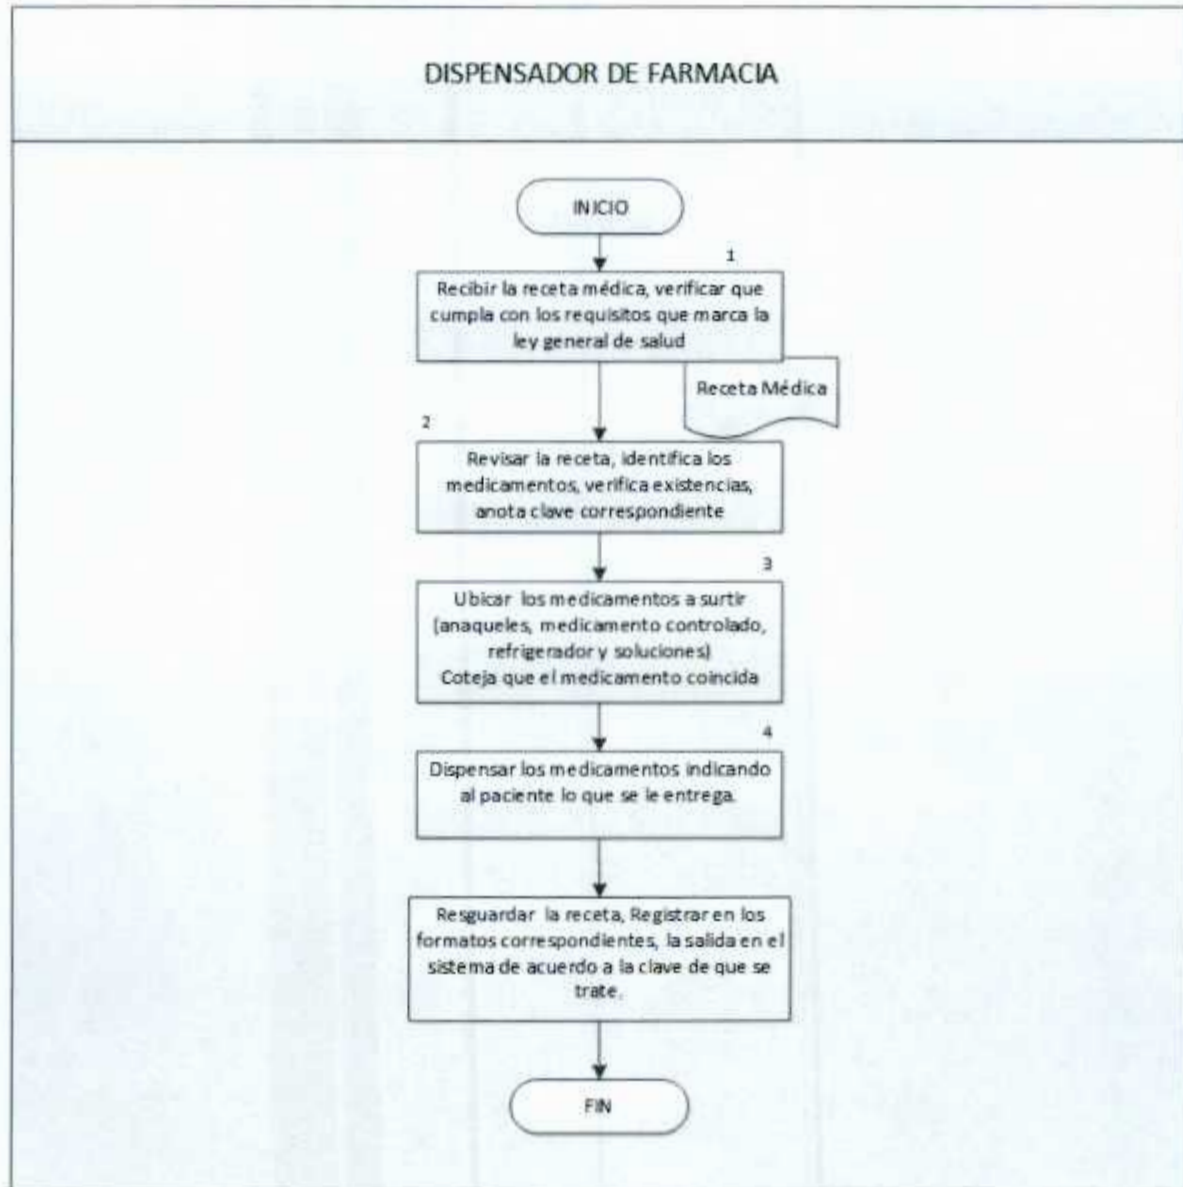 DISPENSADOR DE FARMACIA
INICIO
1
Recibir la receta médica, verificar que
cumpla con los requisitos que marca la
ley general de salud
Receta Médica
2
Revisar la receta, identifica los
medicamentos, verifica existencias,
anota clave correspondiente
3
Ubicar los medicamentos a surtir
(anaqueles, medicamento controlado,
refrigerador y soluciones)
Coteja que el medicamento coincida
4
Dispensar los medicamentos indicando
al paciente lo que se le entrega.
Resguardar la receta, Registrar en los
formatos correspondientes, la salida en el
sistema de acuerdo a la clave de que se
trate.
FIN